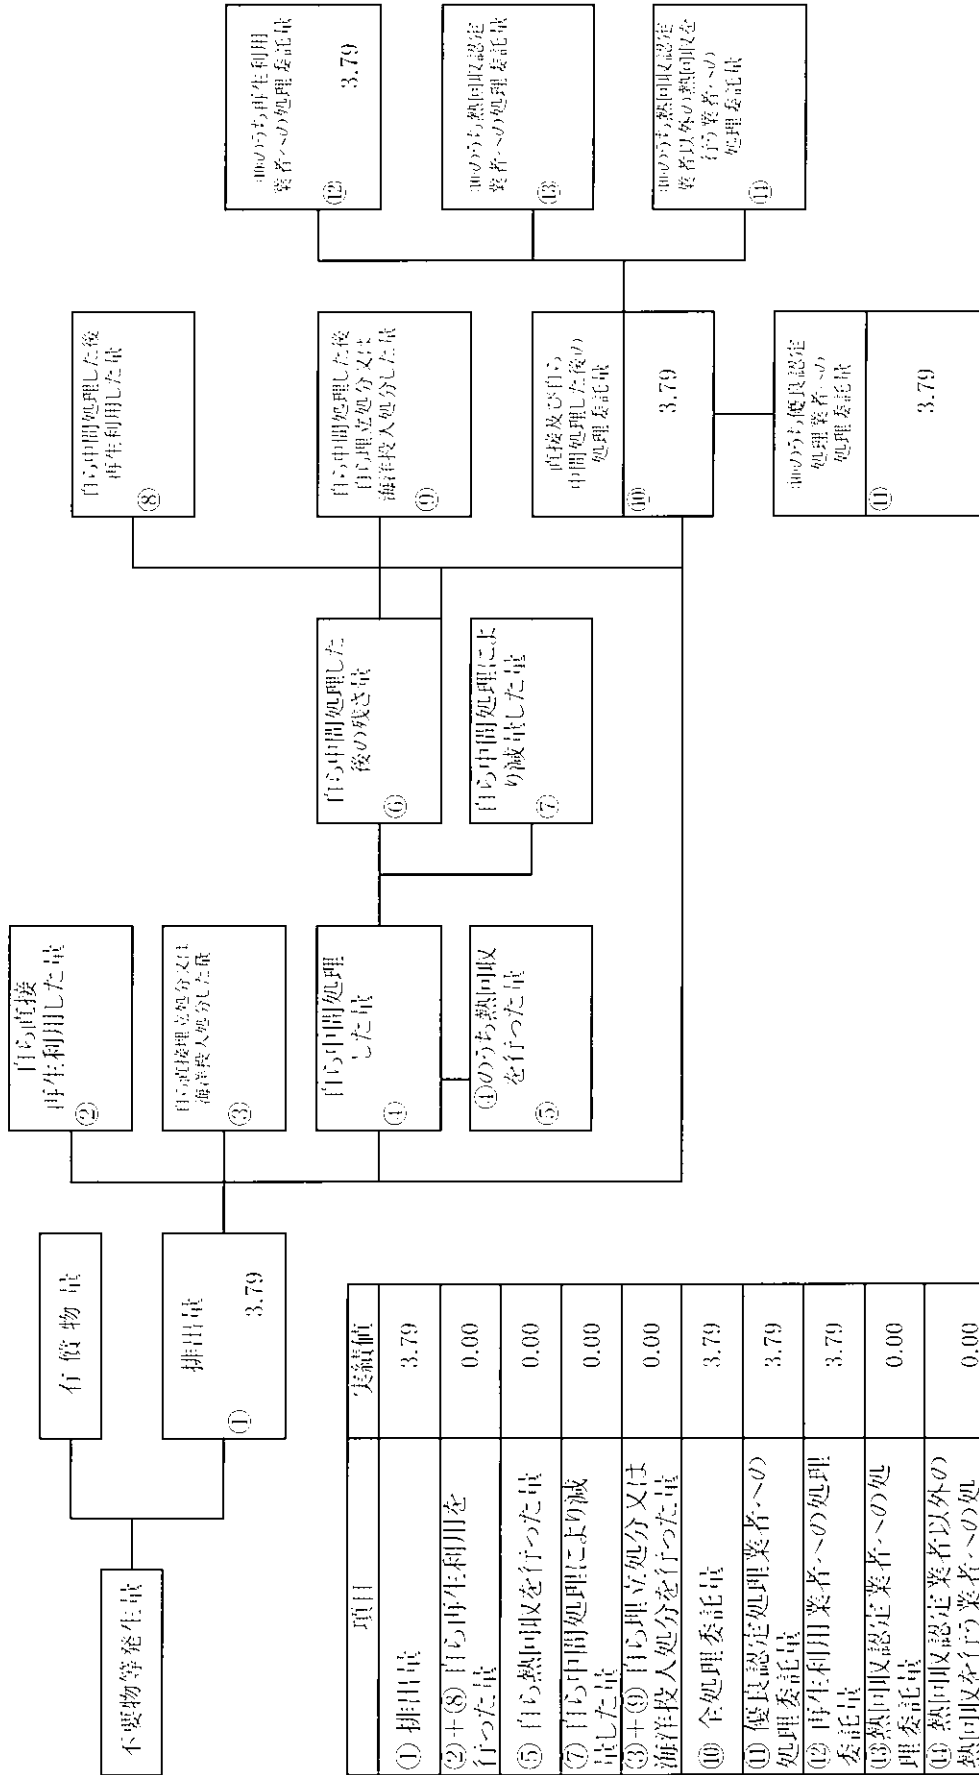 不要物等発生量
有償物量
排出量
①
3.79
自ら直接
再生利用した量
②
自ら直接埋立処分又は
海洋投入処分した量
③
自ら中間処理
した量
④
④のうち熱回収
を行った量
⑤
自ら中間処理した
後の残さ量
⑥
自ら中間処理によ
り減量した量
⑦
自ら中間処理した後
再生利用した量
⑧
自ら中間処理した後
自ら埋立処分又は
海洋投入処分した量
⑨
直接及び自ら
中間処理した後の
処理委託量
⑩
3.79
⑩のうち優良認定
処理業者への
処理委託量
⑪
3.79
⑩のうち再生利用
業者への処理委託量
⑫
3.79
⑩のうち熱回収認定
業者への処理委託量
⑬
⑩のうち熱回収認定
業者以外の熱回収を
行う業者への
処理委託量
⑭
項目 実績値
① 排出量 3.79
②+⑧ 自ら再生利用を
行った量 0.00
⑤ 自ら熱回収を行った量 0.00
⑦ 自ら中間処理により減
量した量 0.00
③+⑨ 自ら埋立処分又は
海洋投入処分を行った量 0.00
⑩ 全処理委託量 3.79
⑪ 優良認定処理業者への
処理委託量 3.79
⑫ 再生利用業者への処理
委託量 3.79
⑬熱回収認定業者への処
理委託量 0.00
⑭ 熱回収認定業者以外の
熱回収を行う業者への処 0.00